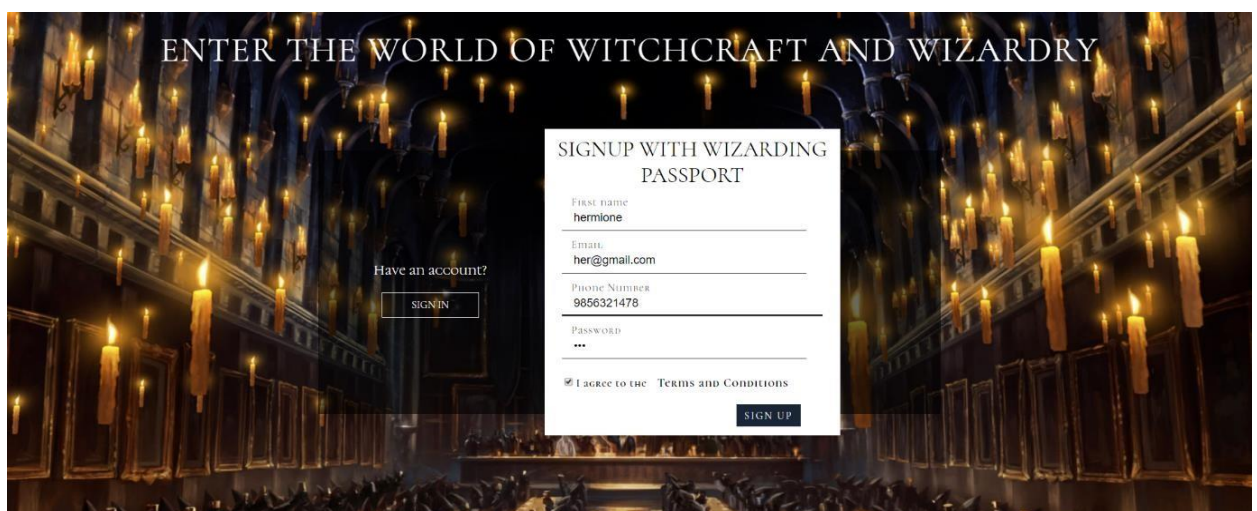 ENTER THE WORLD OF WITCHCRAFT AND WIZARDRY
Have an account?
SIGN IN
SIGNUP WITH WIZARDING
PASSPORT
First name
hermione
Email
her@gmail.com
Phone Number
9856321478
Password
•••
I agree to the Terms and Conditions
SIGN UP